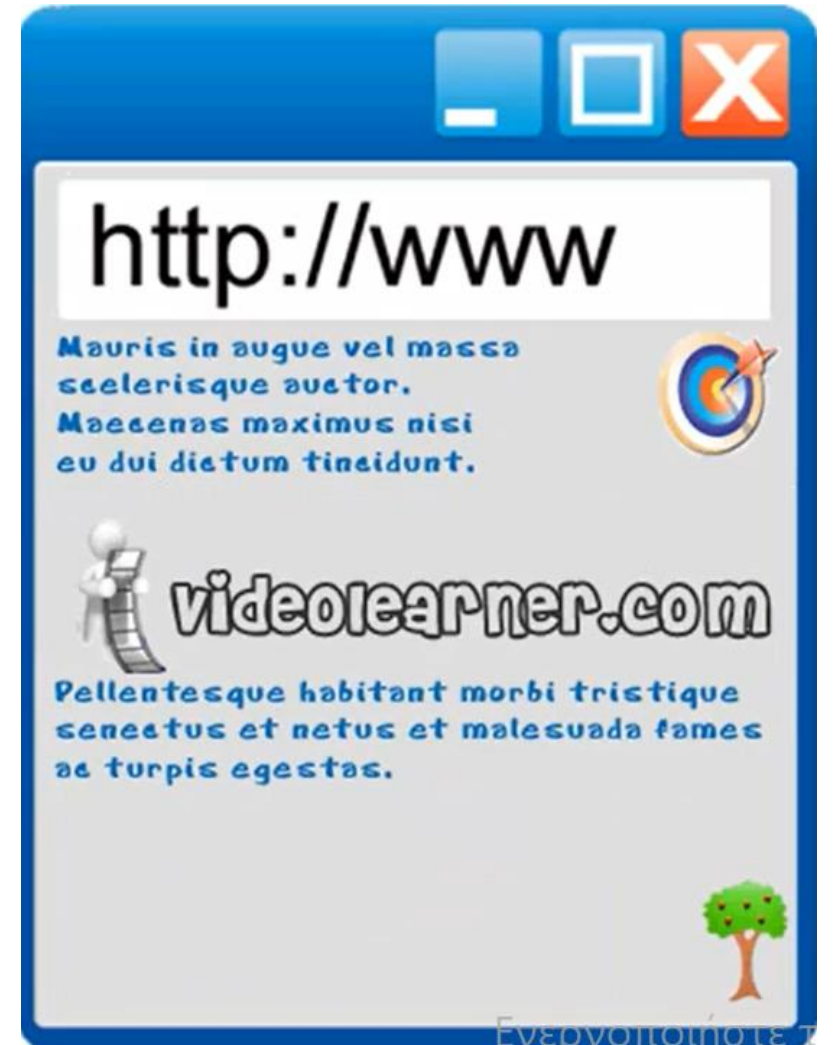 http://www
Mauris in augue vel massa
scelerisque auctor.
Maecenas maximus nisi
eu dui dictum tincidunt.
videolearner.com
Pellentesque habitant morbi tristique
senectus et netus et malesuada fames
ac turpis egestas.
Ενεργοποιήστε τ